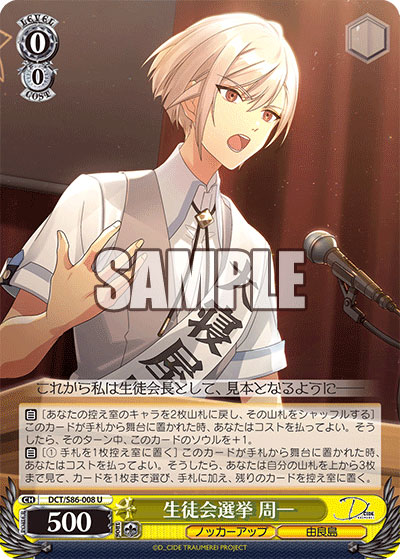 LEVEL
0
0
COST
SAMPLE
代寝屋
これから私は生徒会長として、見本となるように――
自[あなたの控え室のキャラを2枚山札に戻し、その山札をシャッフルする]
このカードが手札から舞台に置かれた時、あなたはコストを払ってよい。そ
うしたら、そのターン中、このカードのソウルを+1。
自[① 手札を1枚控え室に置く] このカードが手札から舞台に置かれた時、
あなたはコストを払ってよい。そうしたら、あなたは自分の山札を上から3枚ま
で見て、カードを1枚まで選び、手札に加え、残りのカードを控え室に置く。
CH DCT/S86-008 U
500
生徒会選挙 周一
D_CIDE
ノッカーアップ
由良島
©D_CIDE TRAUMEREI PROJECT